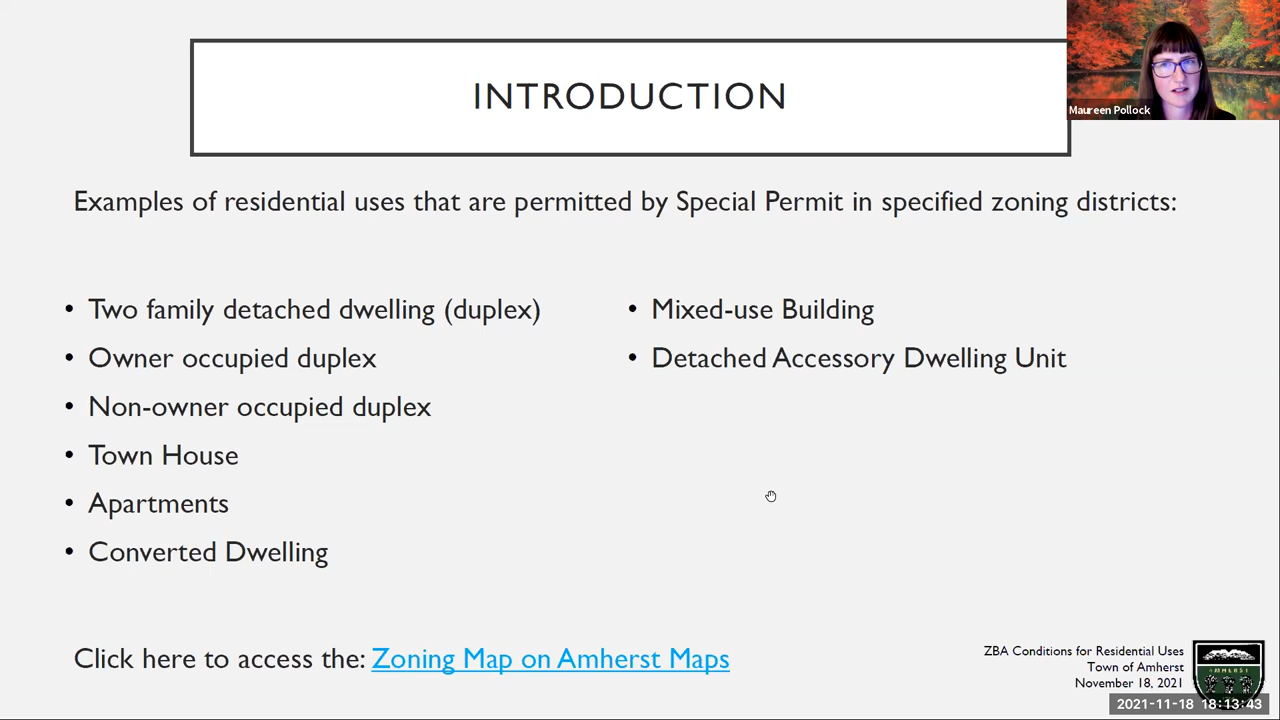 INTRODUCTION
Maureen Pollock
Examples of residential uses that are permitted by Special Permit in specified zoning districts:
• Two family detached dwelling (duplex)
• Owner occupied duplex
• Non-owner occupied duplex
• Town House
• Apartments
• Converted Dwelling
• Mixed-use Building
• Detached Accessory Dwelling Unit
Click here to access the: Zoning Map on Amherst Maps
ZBA Conditions for Residential Uses
Town of Amherst
November 18, 2021
AMHERST
2021-11-18 18:13:43